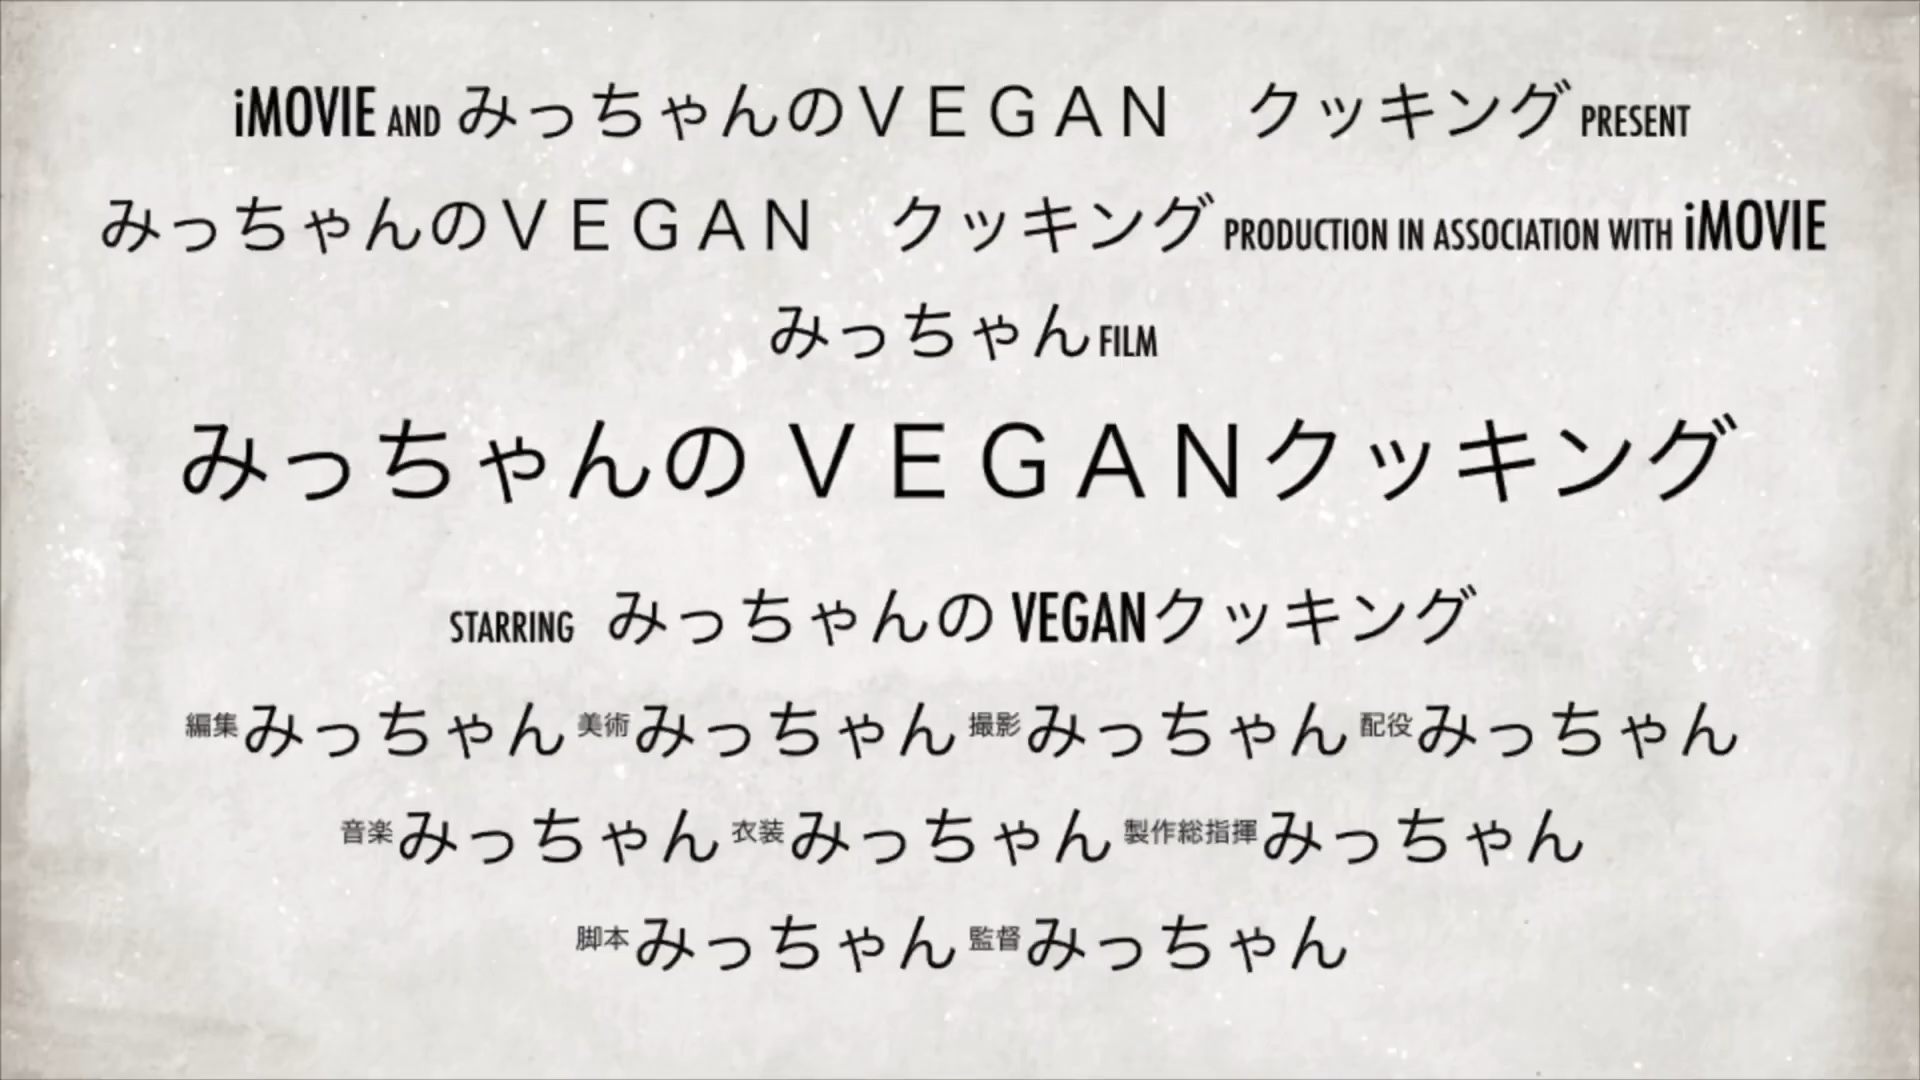 iMOVIE AND みっちゃんのＶＥＧＡＮ　クッキング PRESENT
みっちゃんのＶＥＧＡＮ　クッキング PRODUCTION IN ASSOCIATION WITH iMOVIE
みっちゃん FILM
みっちゃんの ＶＥＧＡＮクッキング
STARRING みっちゃんの VEGANクッキング
編集 みっちゃん 美術 みっちゃん 撮影 みっちゃん 配役 みっちゃん
音楽 みっちゃん 衣装 みっちゃん 製作総指揮 みっちゃん
脚本 みっちゃん 監督 みっちゃん